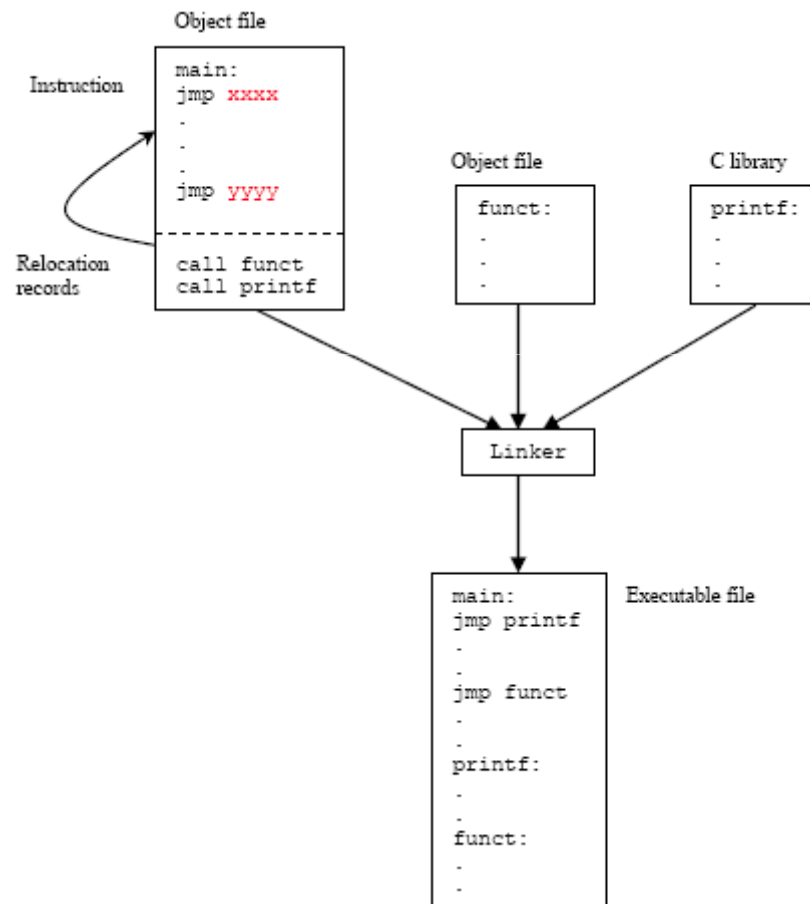 Object file
Instruction
main:
jmp xxxx
.
.
.
jmp yyyy
Relocation
records
call funct
call printf
Object file
funct:
.
.
.
C library
printf:
.
.
.
Linker
Executable file
main:
jmp printf
.
.
jmp funct
.
.
printf:
.
.
funct:
.
.